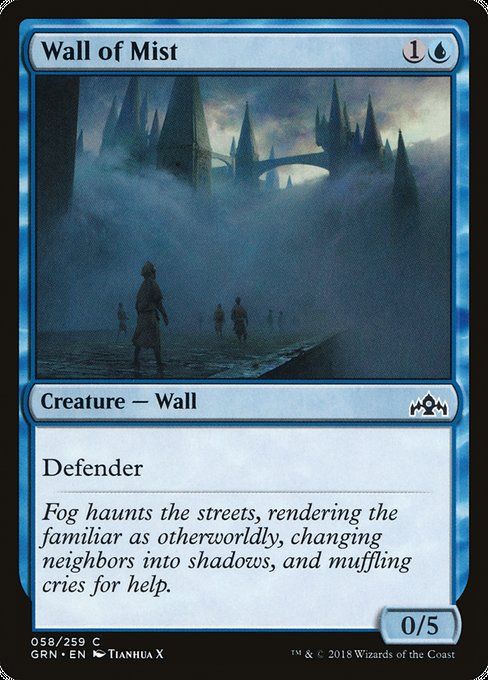 Wall of Mist 1
Creature — Wall
Defender
Fog haunts the streets, rendering the
familiar as otherworldly, changing
neighbors into shadows, and muffling
cries for help.
0/5
058/259 C
GRN • EN Tianhua X
™ & © 2018 Wizards of the Coast